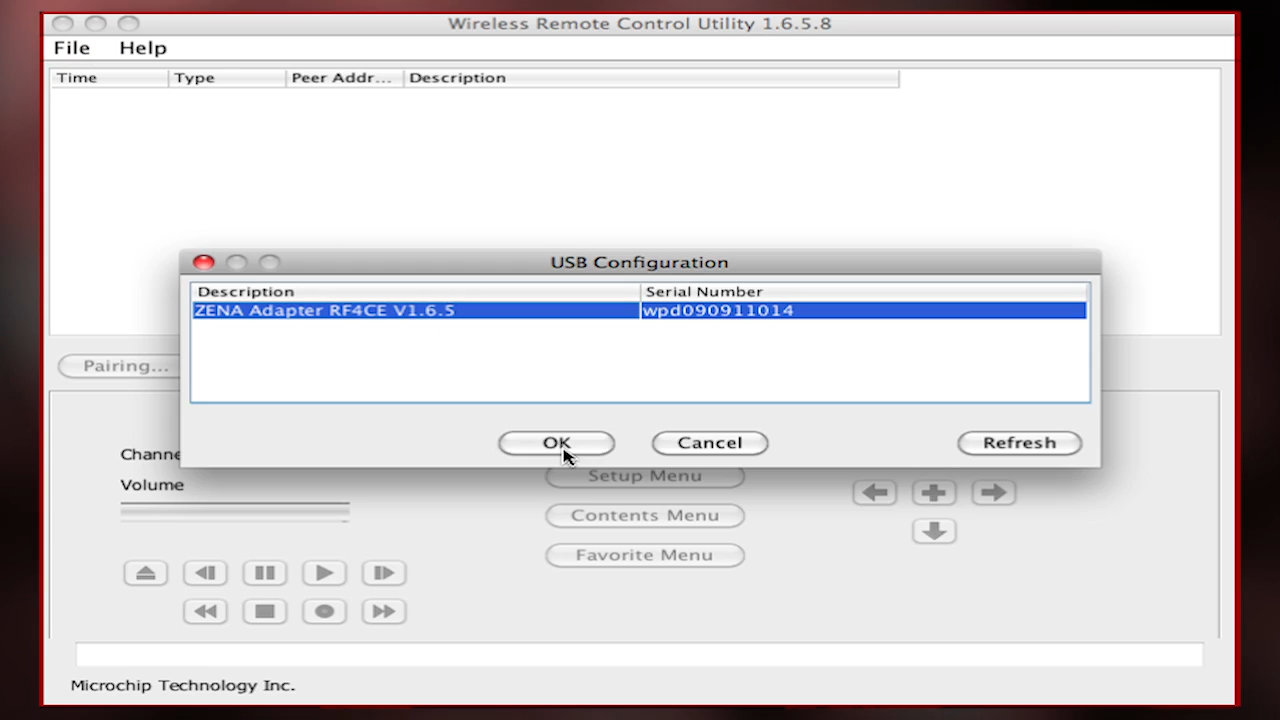 Wireless Remote Control Utility 1.6.5.8
File Help
Time Type Peer Addr... Description
USB Configuration
Description Serial Number
ZENA Adapter RF4CE V1.6.5 wpd090911014
Pairing...
OK Cancel Refresh
Channe
Setup Menu
Volume
Contents Menu
Favorite Menu
Microchip Technology Inc.